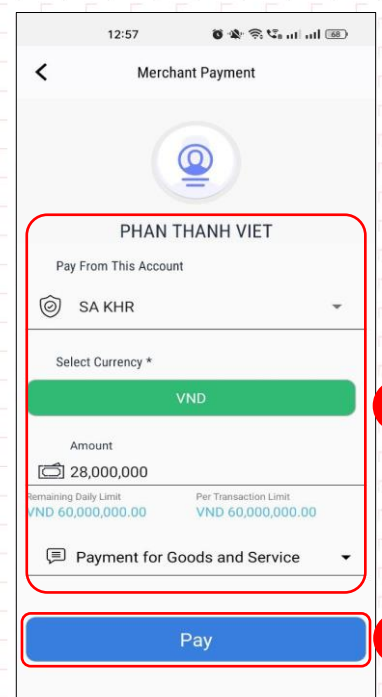 12:57
68
Merchant Payment
PHAN THANH VIET
Pay From This Account
SA KHR
Select Currency *
VND
Amount
28,000,000
Remaining Daily Limit Per Transaction Limit
VND 60,000,000.00 VND 60,000,000.00
Payment for Goods and Service
Pay